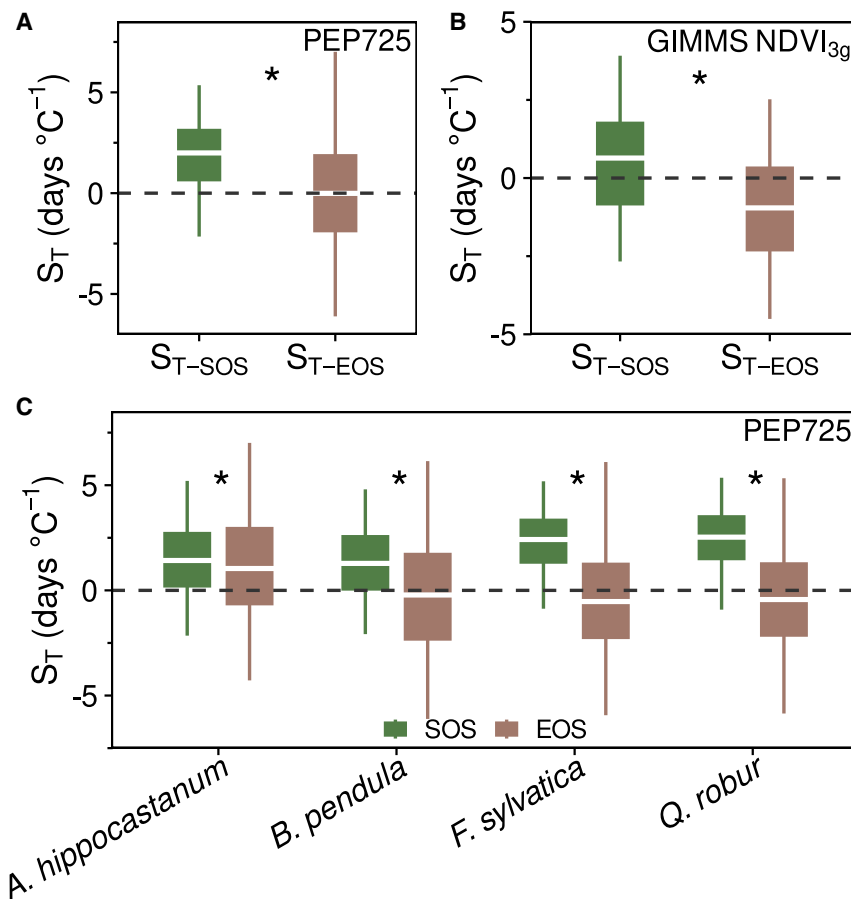 A
PEP725
*
S_T (days °C⁻¹)
5
0
-5
S_T–SOS
S_T–EOS
B
GIMMS NDVI_3g
*
S_T (days °C⁻¹)
5
0
-5
S_T–SOS
S_T–EOS
C
PEP725
* * * *
S_T (days °C⁻¹)
5
0
-5
SOS EOS
A. hippocastanum
B. pendula
F. sylvatica
Q. robur